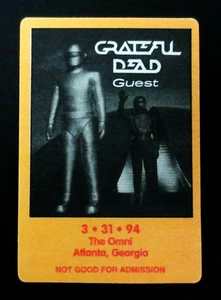 GRATEFUL
DEAD
Guest
3 • 31 • 94
The Omni
Atlanta, Georgia
NOT GOOD FOR ADMISSION